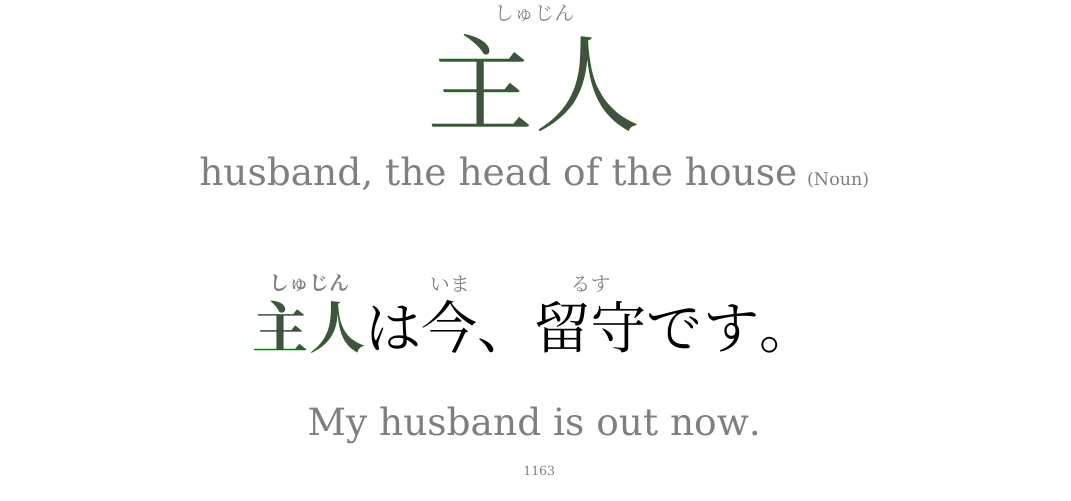 しゅじん
主人
husband, the head of the house (Noun)
しゅじん いま るす
主人は今、留守です。
My husband is out now.
1163